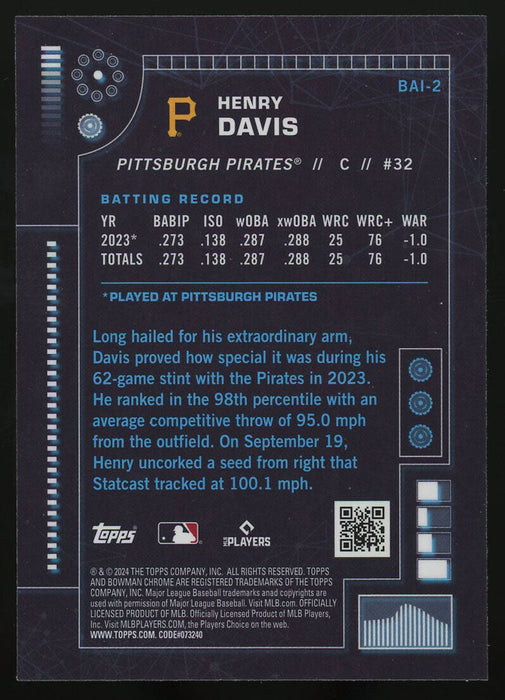 BAI-2
P
HENRY
DAVIS
PITTSBURGH PIRATES® // C // #32
BATTING RECORD
YR BABIP ISO wOBA xwOBA WRC WRC+ WAR
2023* .273 .138 .287 .288 25 76 -1.0
TOTALS .273 .138 .287 .288 25 76 -1.0
*PLAYED AT PITTSBURGH PIRATES
Long hailed for his extraordinary arm,
Davis proved how special it was during his
62-game stint with the Pirates in 2023.
He ranked in the 98th percentile with an
average competitive throw of 95.0 mph
from the outfield. On September 19,
Henry uncorked a seed from right that
Statcast tracked at 100.1 mph.
topps PLAYERS
® & © 2024 THE TOPPS COMPANY, INC. ALL RIGHTS RESERVED. TOPPS
AND BOWMAN CHROME ARE REGISTERED TRADEMARKS OF THE TOPPS
COMPANY, INC. Major League Baseball trademarks anad copyrights are
used with permission of Major League Baseball. Visit MLB.com. OFFICIALLY
LICENSED PRODUCT OF MLB. Officially Licensed Product of MLB Players,
Inc. Visit MLBPLAYERS.COM, the Players Choice on the web.
WWW.TOPPS.COM. CODE#073240